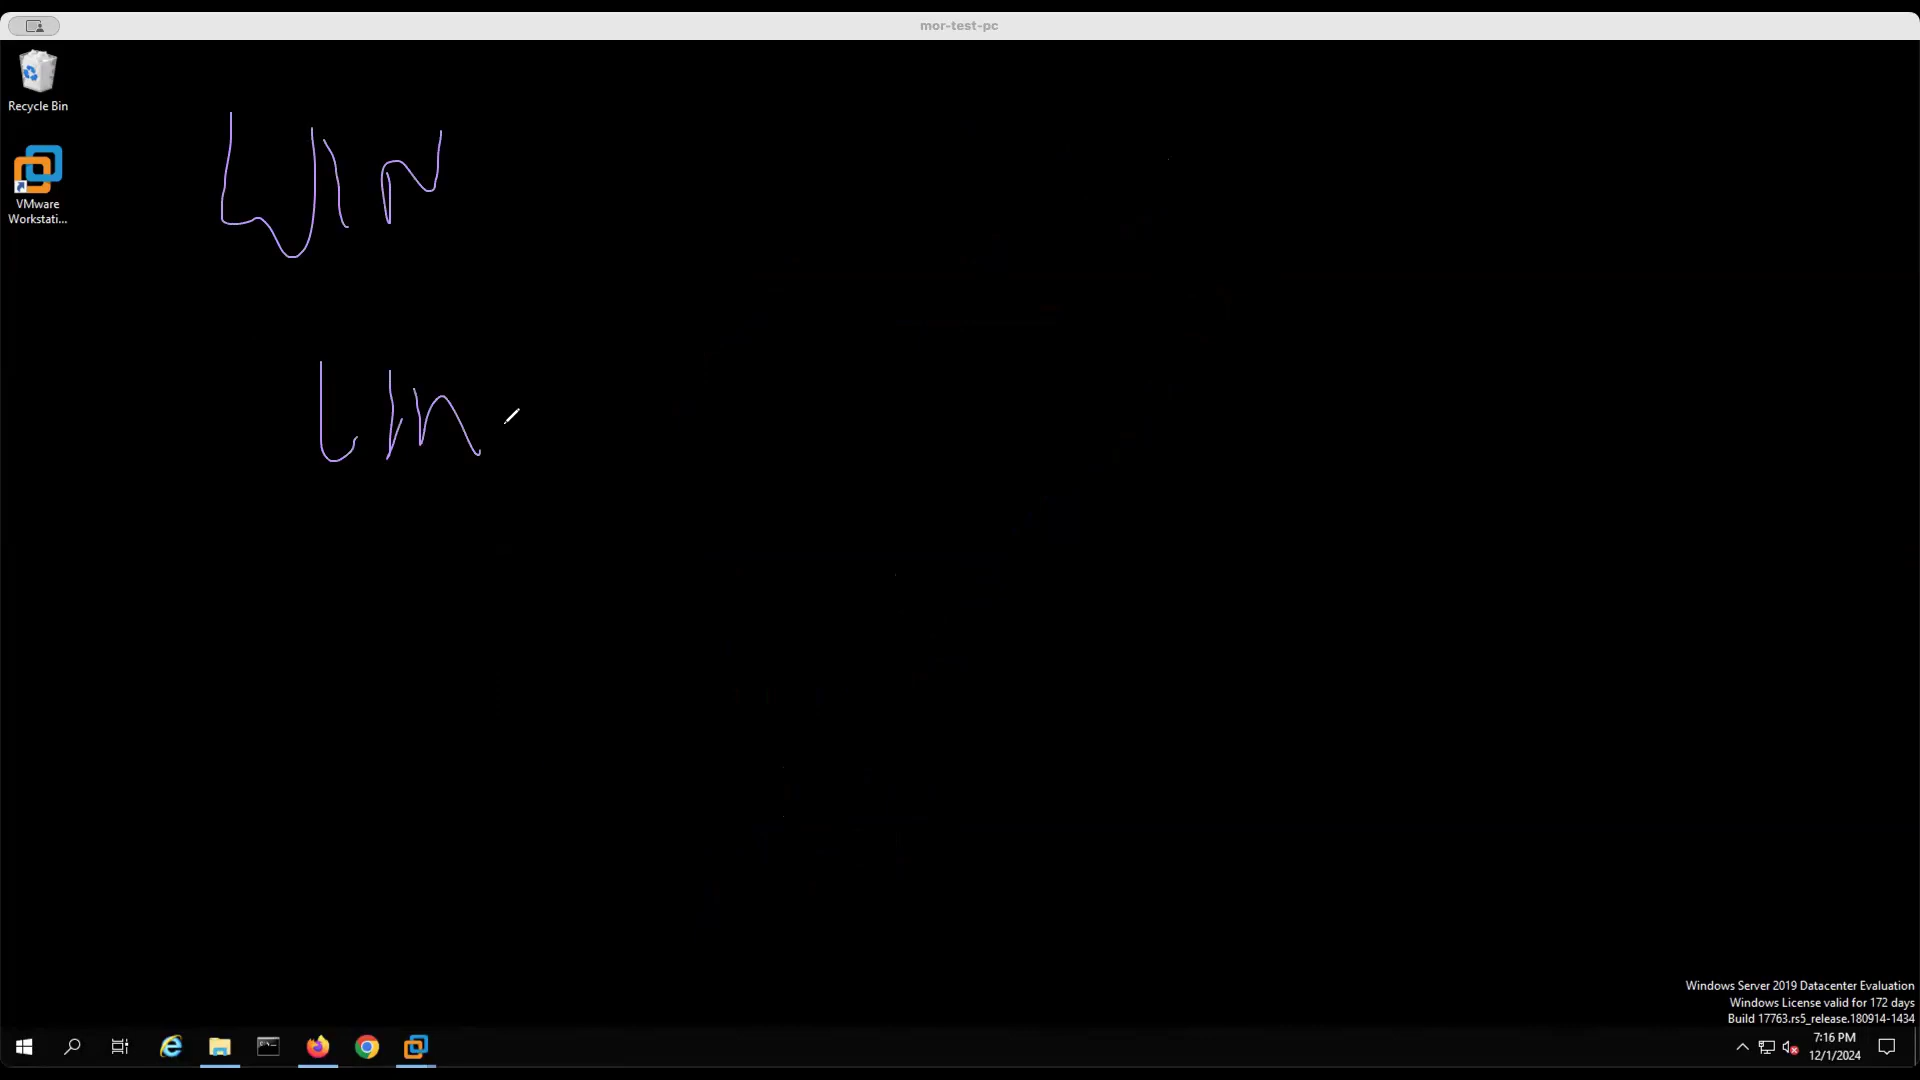 mor-test-pc
Recycle Bin
WIN
VMware
Workstati...
Lin
Windows Server 2019 Datacenter Evaluation
Windows License valid for 172 days
Build 17763.rs5_release.180914-1434
7:16 PM
12/1/2024